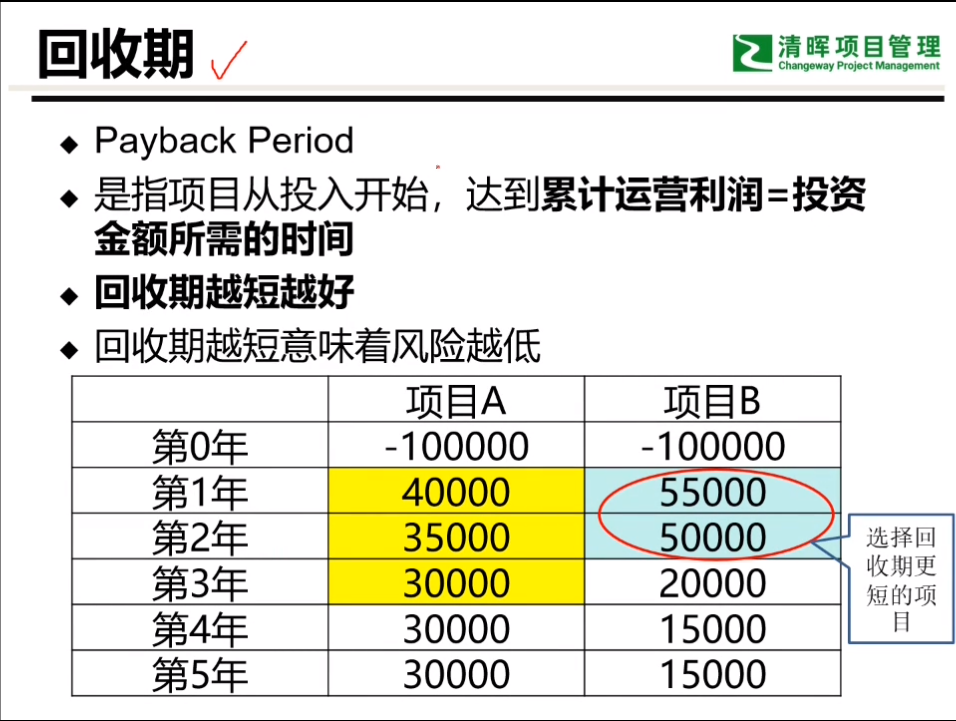 回收期
清晖项目管理
Changeway Project Management
Payback Period
是指项目从投入开始，达到累计运营利润=投资
金额所需的时间
回收期越短越好
回收期越短意味着风险越低
项目A 项目B
第0年 -100000 -100000
第1年 40000 55000
第2年 35000 50000
第3年 30000 20000
第4年 30000 15000
第5年 30000 15000
选择回
收期更
短的项
目